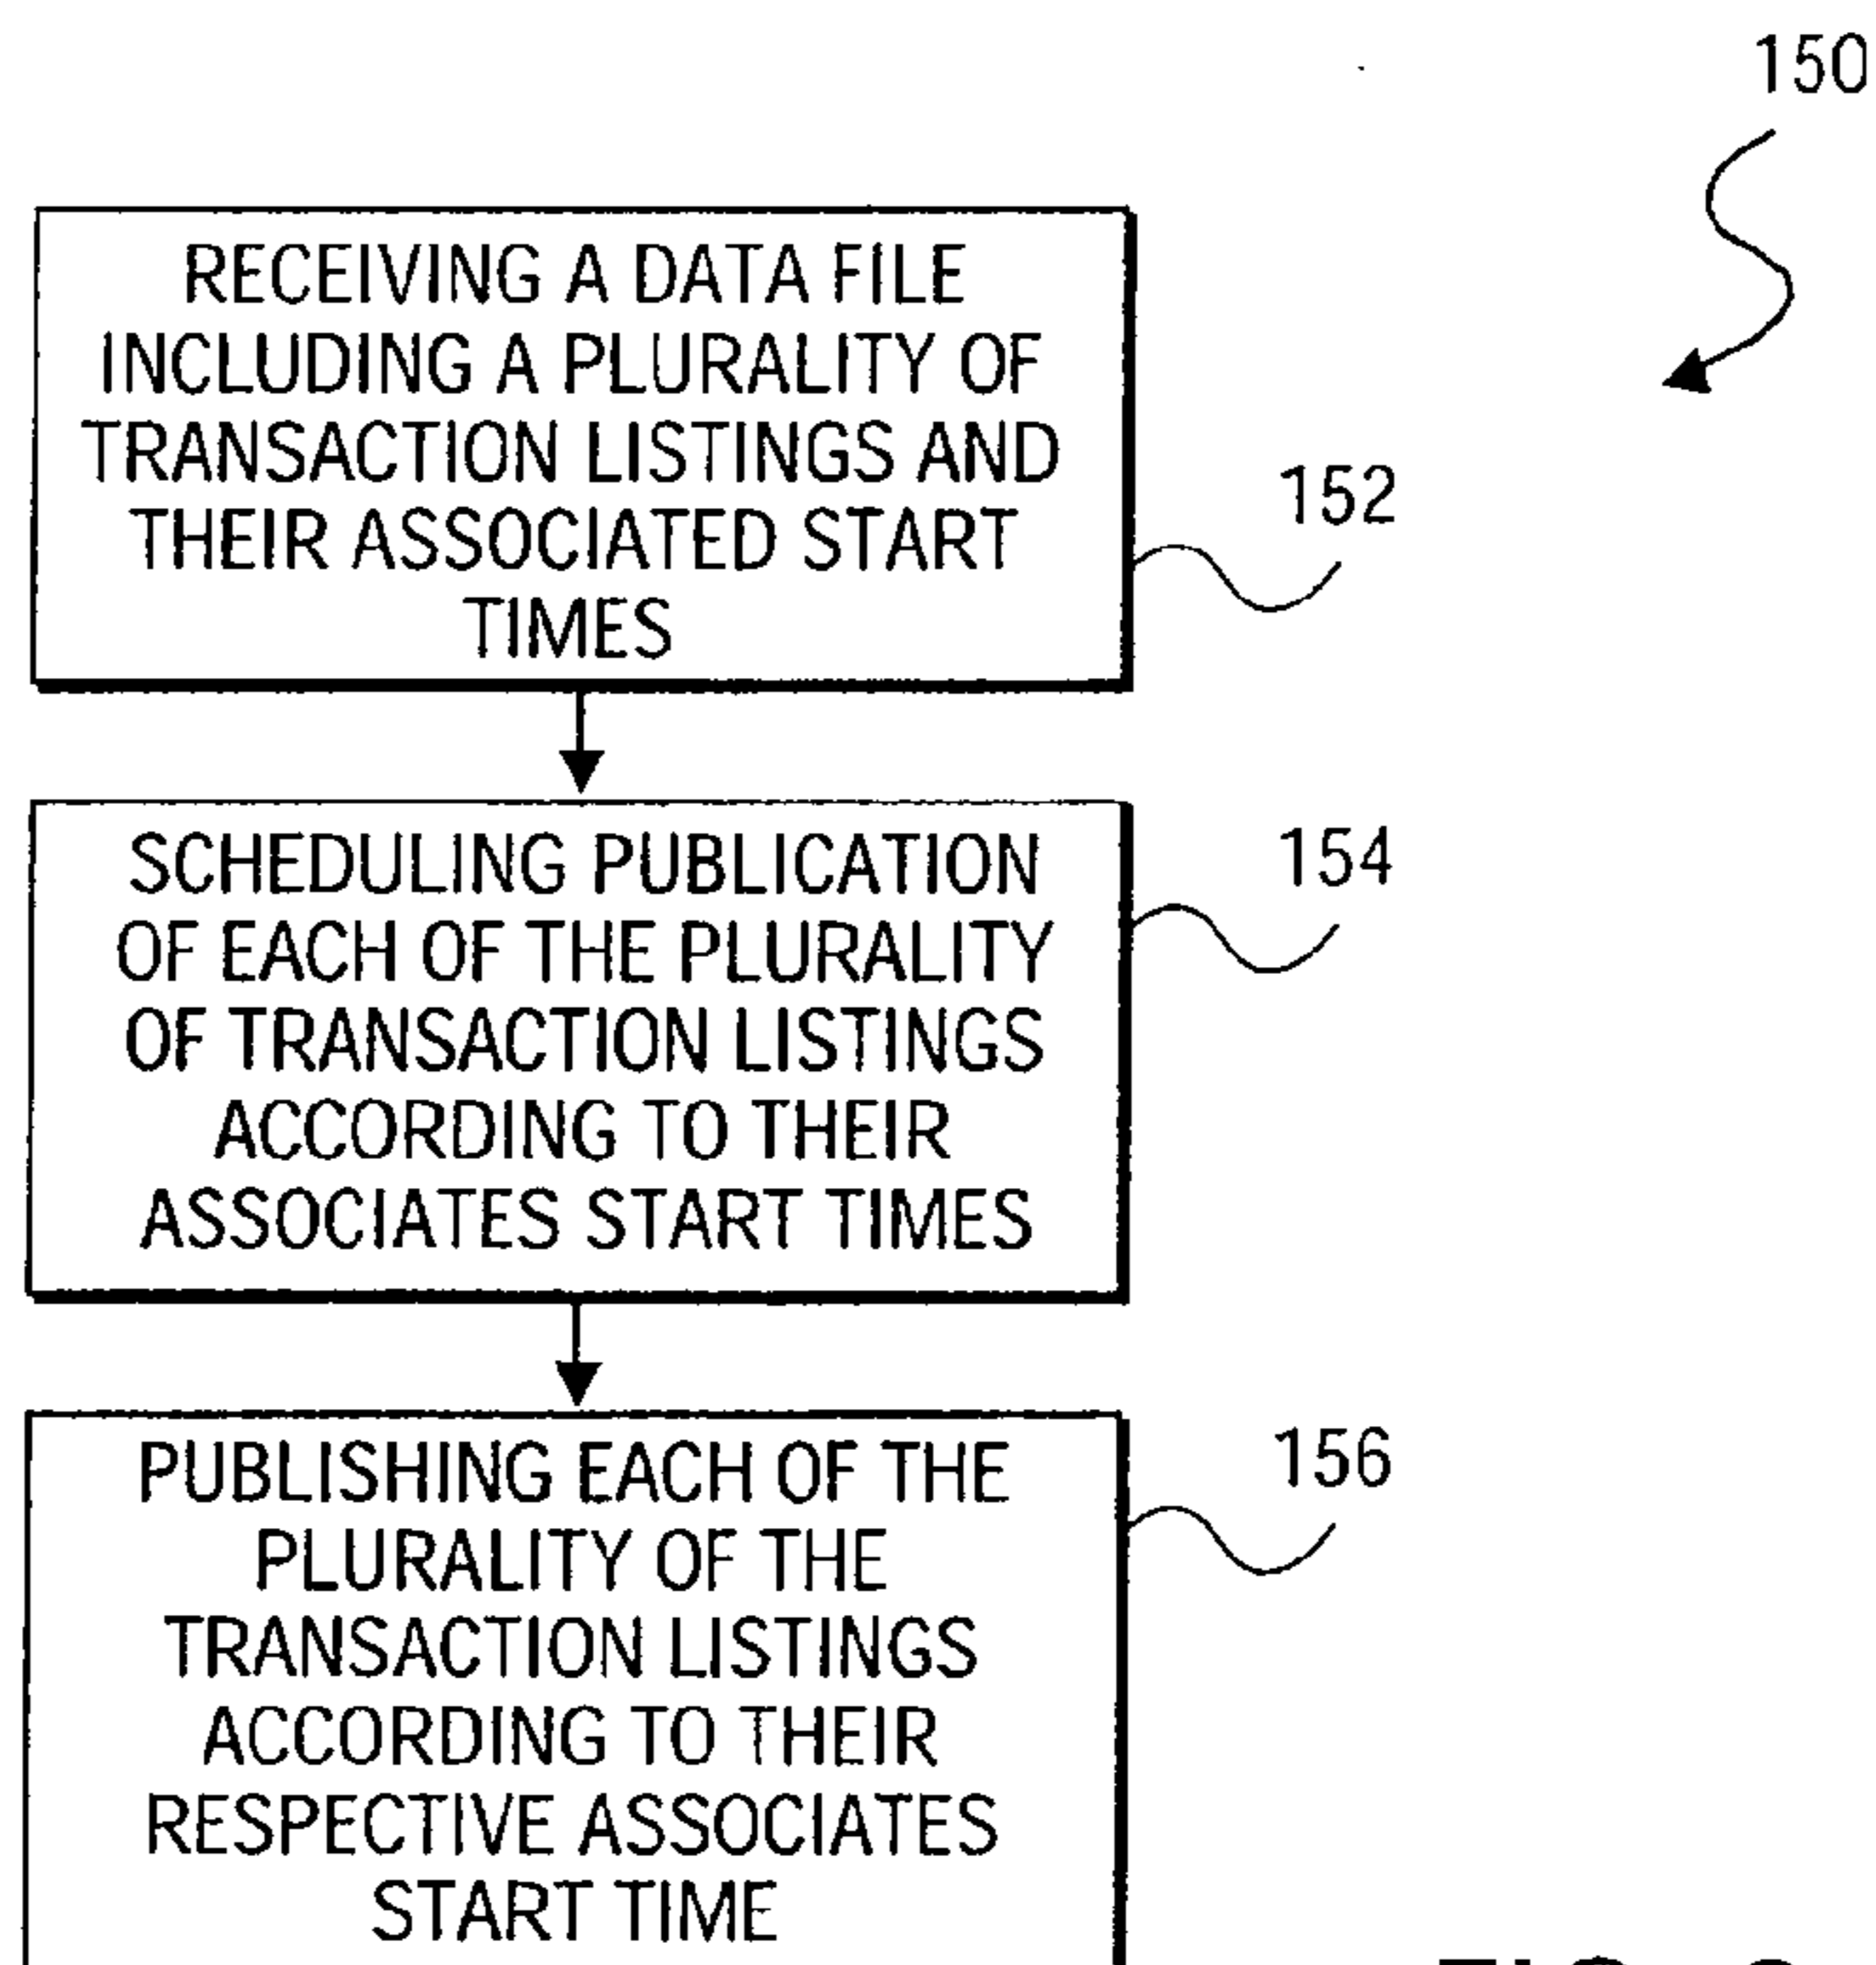 150
RECEIVING A DATA FILE
INCLUDING A PLURALITY OF
TRANSACTION LISTINGS AND
THEIR ASSOCIATED START
TIMES
152
SCHEDULING PUBLICATION
OF EACH OF THE PLURALITY
OF TRANSACTION LISTINGS
ACCORDING TO THEIR
ASSOCIATES START TIMES
154
PUBLISHING EACH OF THE
PLURALITY OF THE
TRANSACTION LISTINGS
ACCORDING TO THEIR
RESPECTIVE ASSOCIATES
START TIME
156